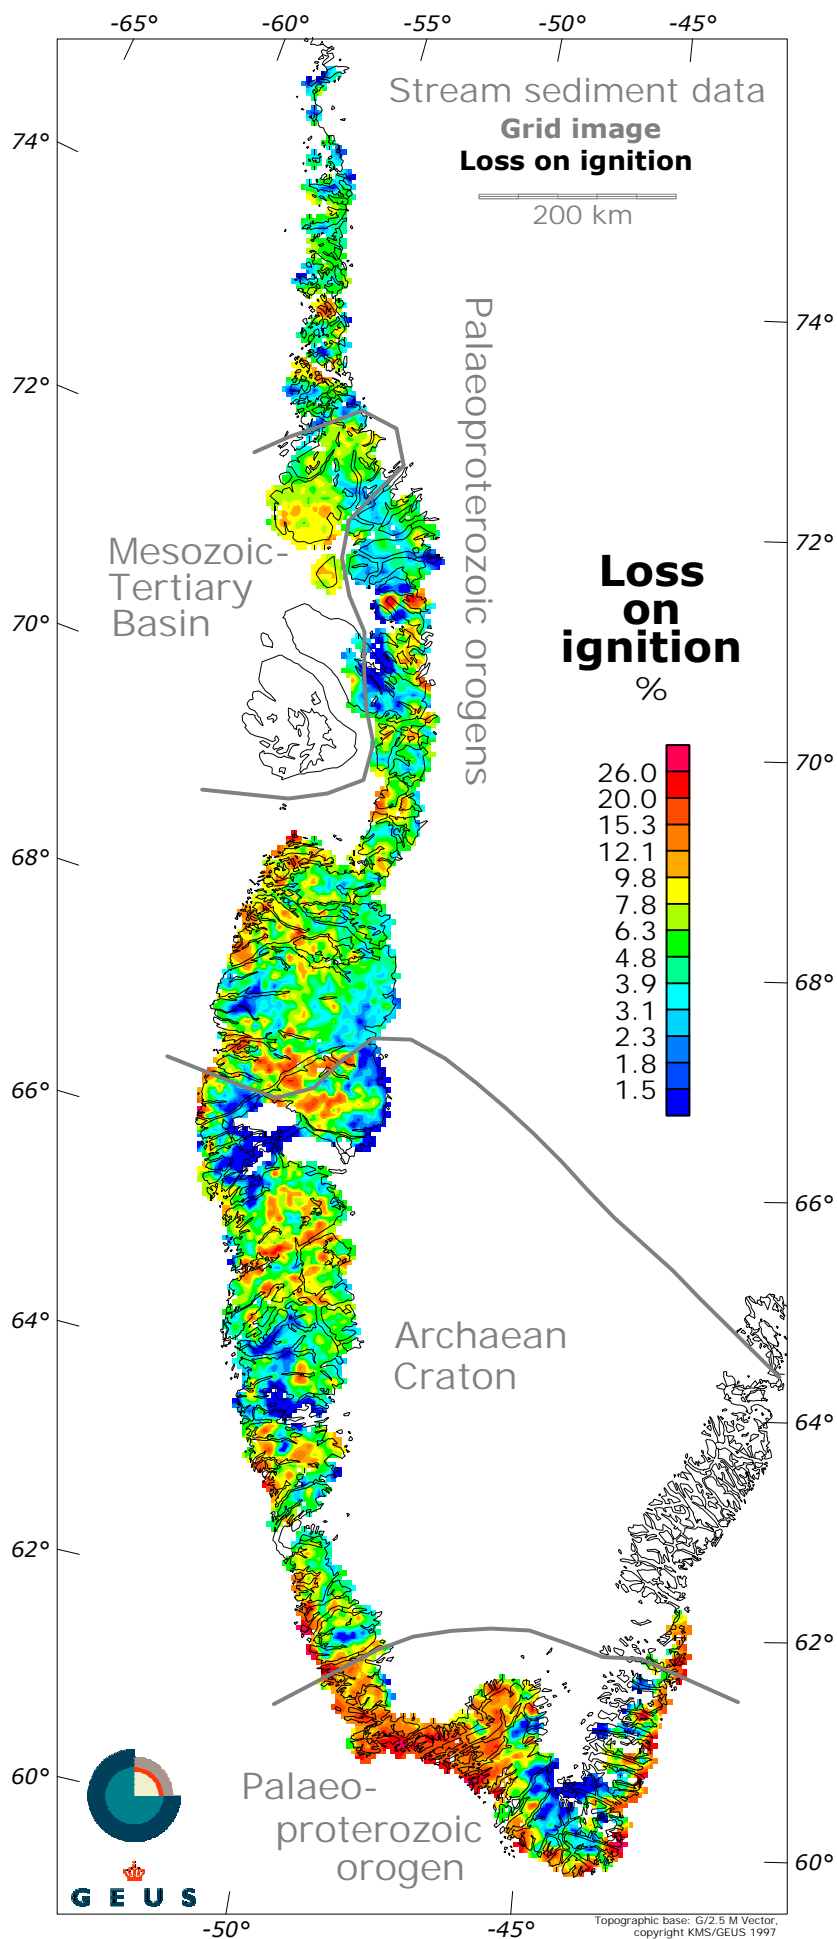 -65° -60° -55° -50° -45°
Stream sediment data
Grid image
Loss on ignition
200 km
74°
74°
72°
Palaeoproterozoic orogens
72°
Mesozoic-
Tertiary
Basin
70°
Loss
on
ignition
%
70°
26.0
20.0
15.3
12.1
9.8
7.8
6.3
4.8
3.9
3.1
2.3
1.8
1.5
68°
68°
66°
66°
64°
Archaean
Craton
64°
62°
62°
60°
Palaeo-
proterozoic
orogen
60°
GEUS
-50° -45°
Topographic base: G/2.5 M Vector,
copyright KMS/GEUS 1997